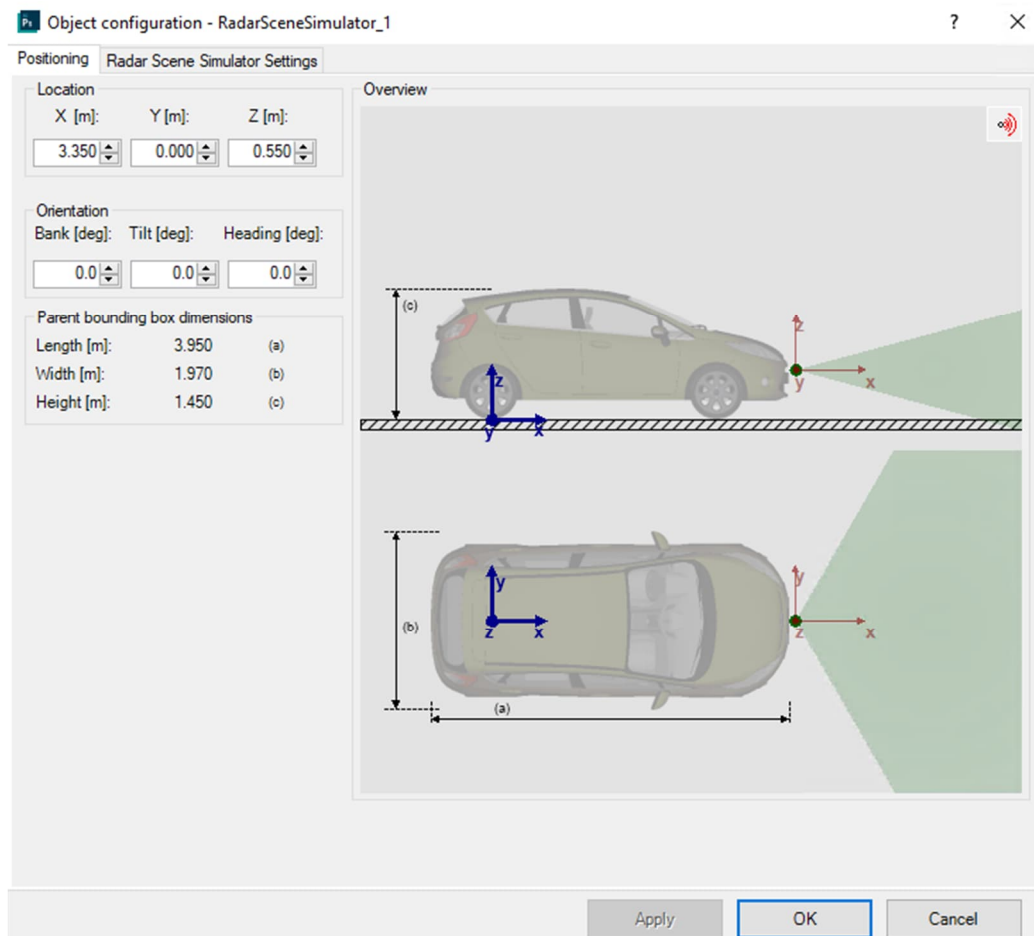 Ps Object configuration - RadarSceneSimulator_1 ? ×
Positioning Radar Scene Simulator Settings
Location
X [m]: Y [m]: Z [m]:
3.350 0.000 0.550
Orientation
Bank [deg]: Tilt [deg]: Heading [deg]:
0.0 0.0 0.0
Parent bounding box dimensions
Length [m]: 3.950 (a)
Width [m]: 1.970 (b)
Height [m]: 1.450 (c)
Overview
(c)
z
z
y
x
y
x
y
y
(b)
z
x
z
x
(a)
Apply OK Cancel